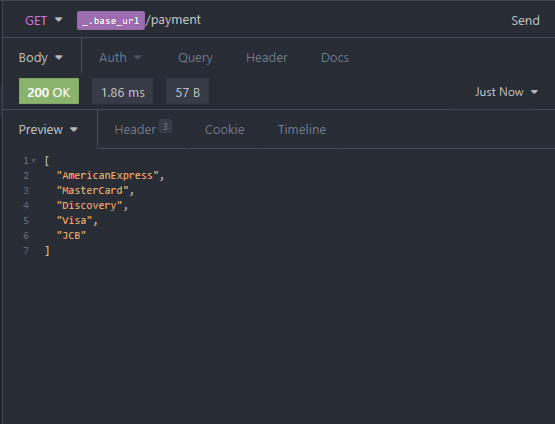 GET _.base_url/payment Send
Body Auth Query Header Docs
200 OK 1.86 ms 57 B Just Now
Preview Header 3 Cookie Timeline
1 [
2 "AmericanExpress",
3 "MasterCard",
4 "Discovery",
5 "Visa",
6 "JCB"
7 ]